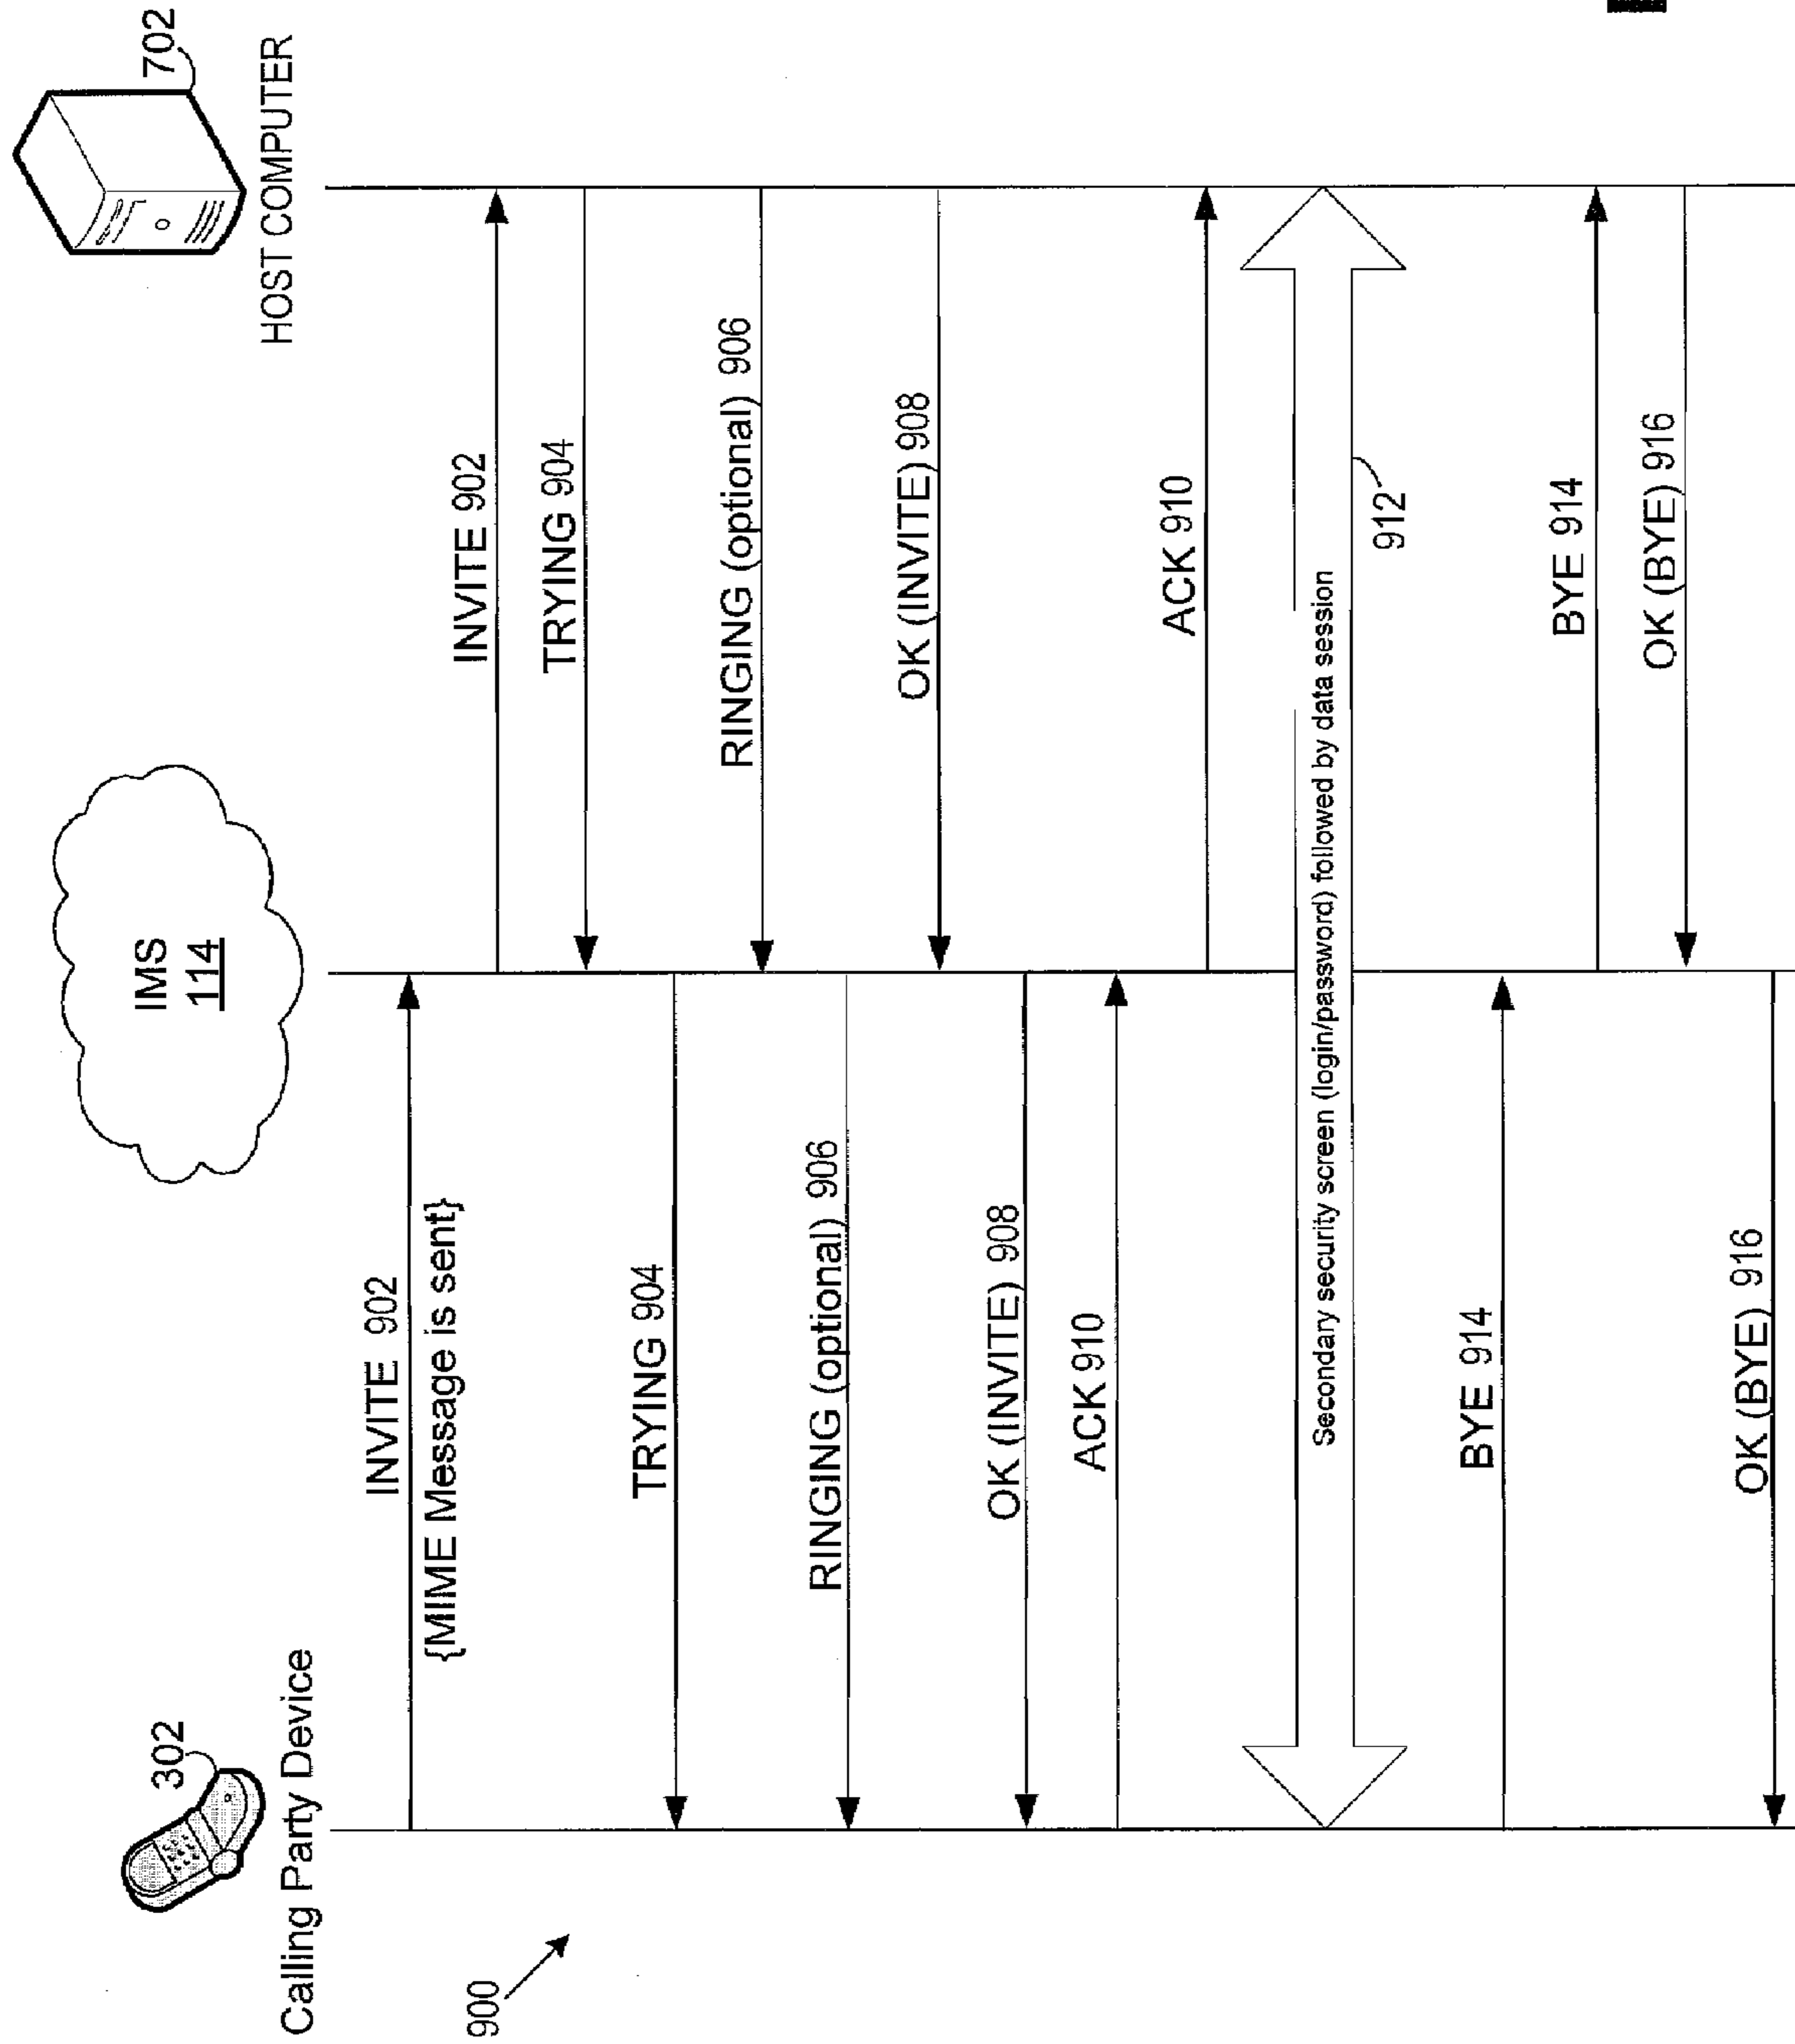 302
Calling Party Device
IMS
114
702
HOST COMPUTER
900
INVITE 902
{MIME Message is sent}
INVITE 902
TRYING 904
TRYING 904
RINGING (optional) 906
RINGING (optional) 906
OK (INVITE) 908
OK (INVITE) 908
ACK 910
ACK 910
Secondary security screen (login/password) followed by data session
912
BYE 914
BYE 914
OK (BYE) 916
OK (BYE) 916